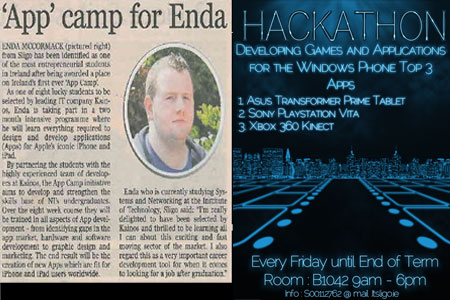 'App' camp for Enda
ENDA MCCORMACK (pictured right)
from Sligo has been identified as one
of the most entrepreneurial students
in Ireland after being awarded a place
on Ireland's first ever 'App Camp'.
As one of eight lucky students to be
selected by leading IT company Kain-
os, Enda is taking part in a two
month intensive programme where
he will learn everything required to
design and develop applications
(Apps) for Apple's iconic iPhone and
iPad.
By partnering the students with the
highly experienced team of develop-
ers at Kainos, the App Camp initiative
aims to develop and strengthen the
skills base of NI's undergraduates.
Over the eight week course they will
be trained in all aspects of App devel-
opment - from identifying gaps in the
app market, hardware and software
development to graphic design and
marketing. The end result will be the
creation of new Apps which are fit for
iPhone and iPad users worldwide.
Enda who is currently studying Sys-
tems and Networking at the Institute
of Technology, Sligo said: "I'm really
delighted to have been selected by
Kainos and thrilled to be learning all
I can about this exciting and fast
moving sector of the market. I also
regard this as a very important career
development tool for when it comes
to looking for a job after graduation."
HACKATHON
Developing Games and Applications
for the Windows Phone Top 3
Apps
1. Asus Transformer Prime Tablet
2. Sony Playstation Vita
3. Xbox 360 Kinect
Every Friday until End of Term
Room : B1042 9am - 6pm
Info : S00112762 @ mail.itsligo.ie